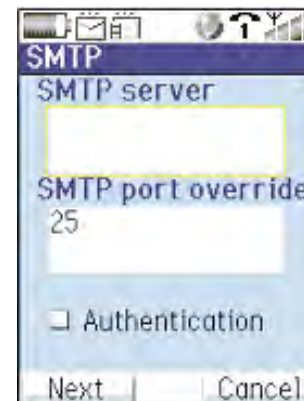 SMTP
SMTP server
SMTP port override
25
Authentication
Next Cancel